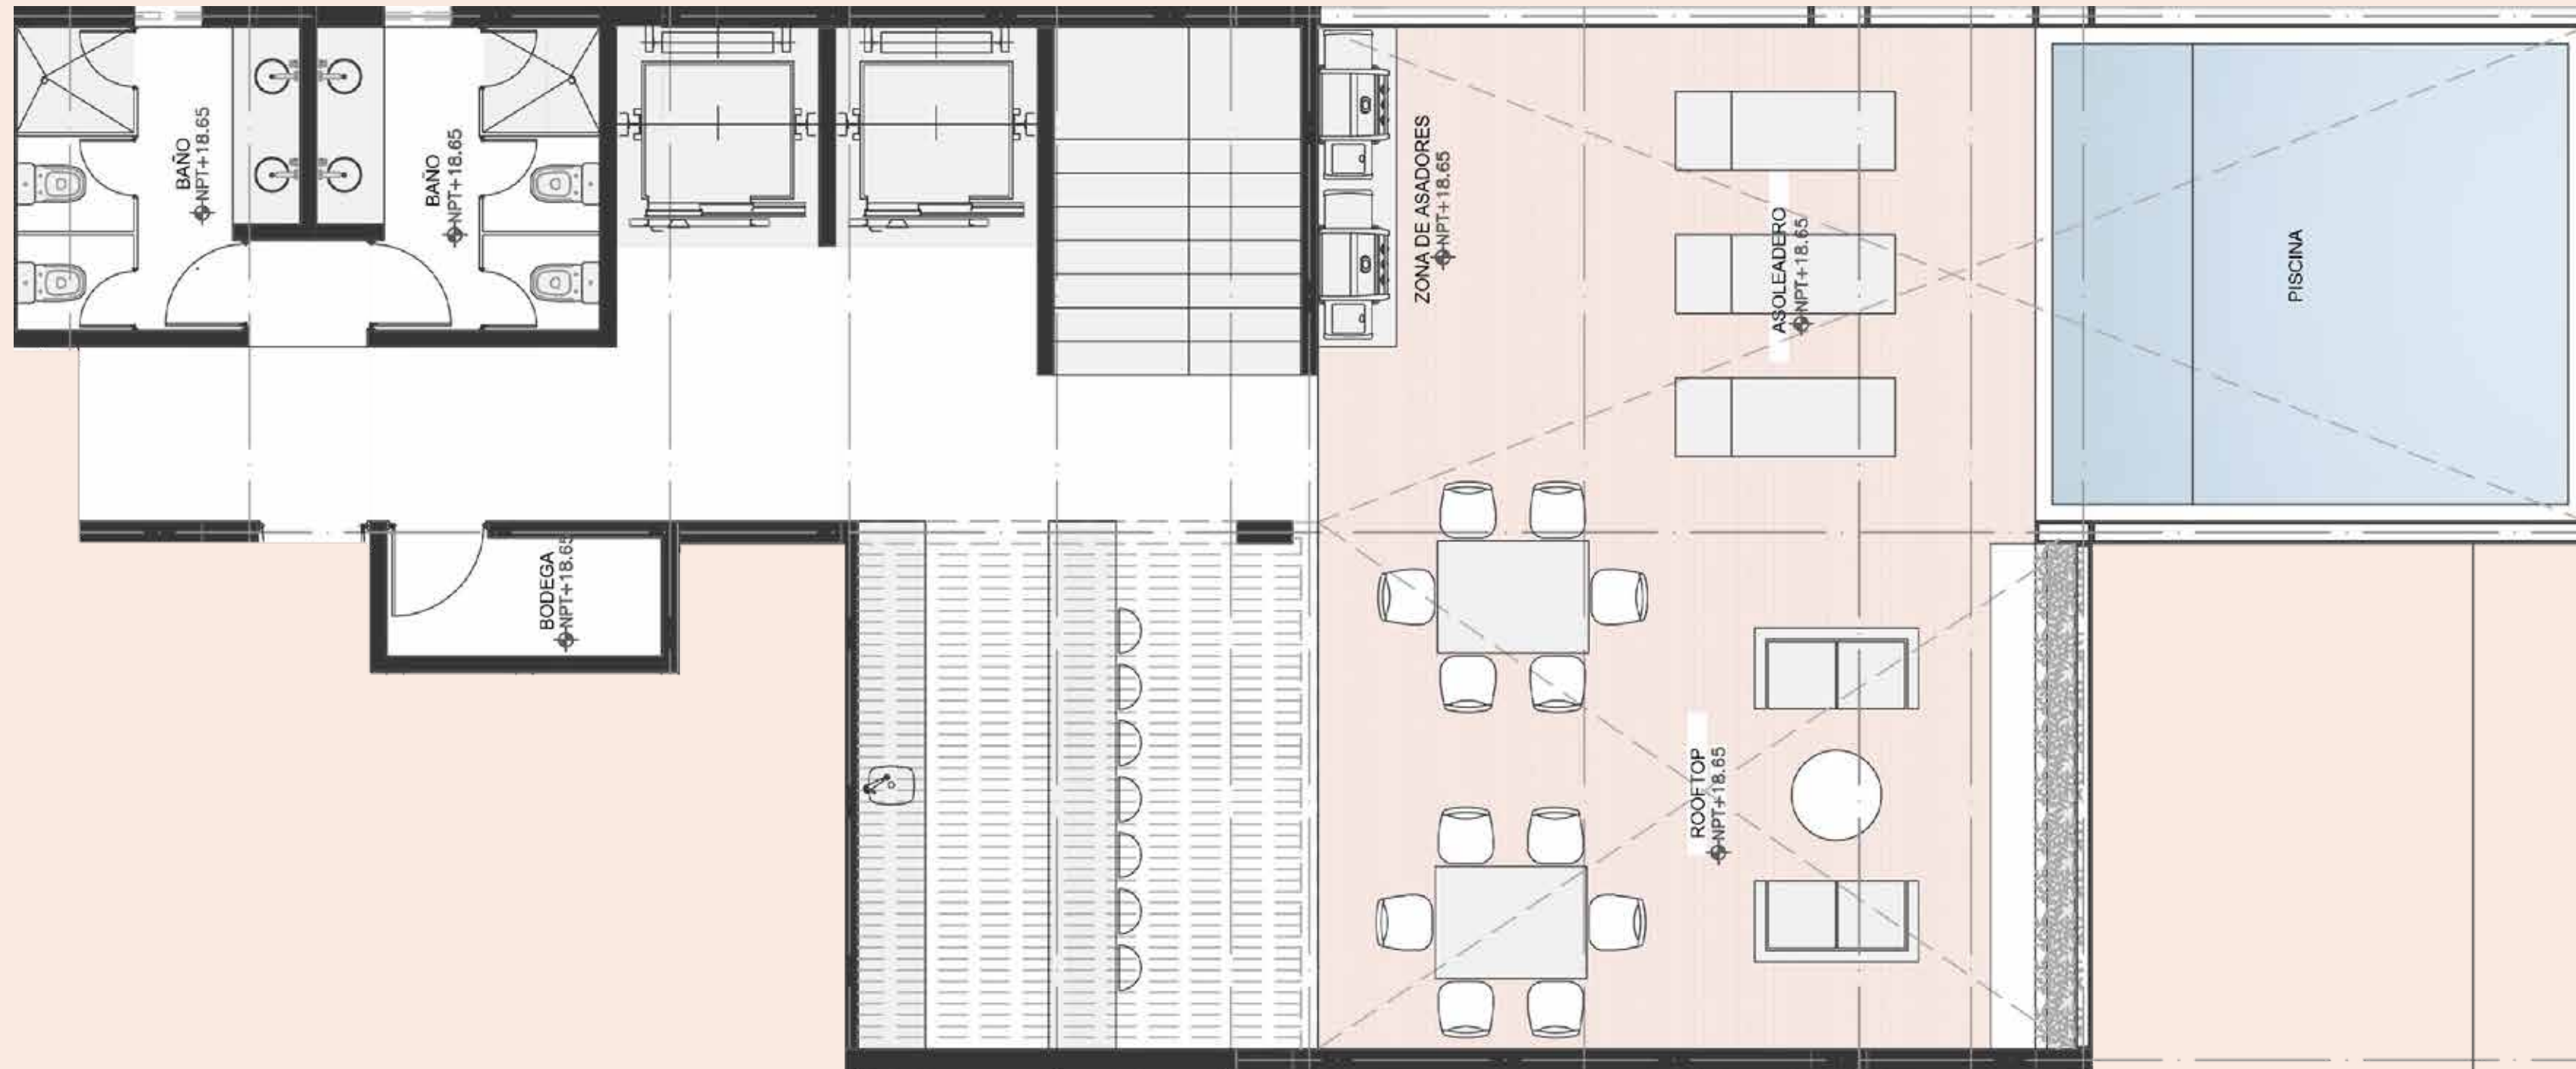 BAÑO
NPT+18.65
BAÑO
NPT+18.65
ZONA DE ASADORES
NPT+18.65
ASOLEADERO
NPT+18.65
PISCINA
BODEGA
NPT+18.65
ROOFTOP
NPT+18.65